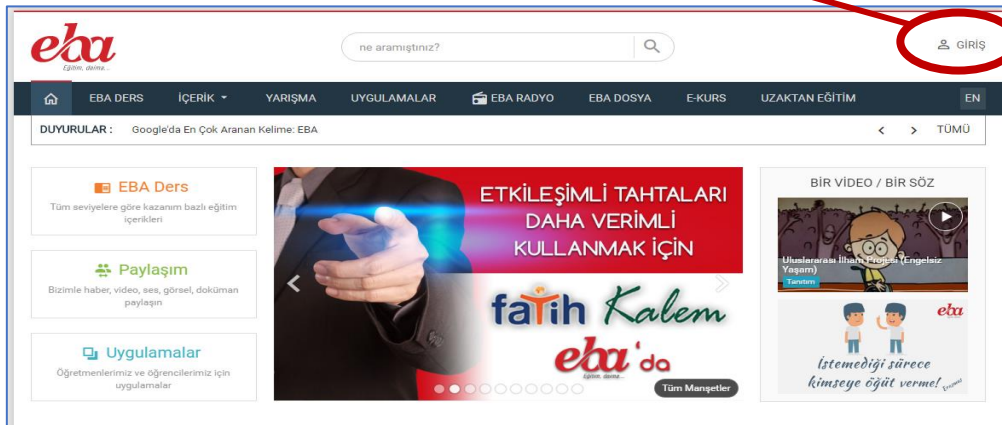 eba
Eğitim, daima...
ne aramıştınız?
GİRİŞ
EBA DERS İÇERİK YARIŞMA UYGULAMALAR EBA RADYO EBA DOSYA E-KURS UZAKTAN EĞİTİM EN
DUYURULAR : Google'da En Çok Aranan Kelime: EBA < > TÜMÜ
EBA Ders
Tüm seviyelere göre kazanım bazlı eğitim
içerikleri
Paylaşım
Bizimle haber, video, ses, görsel, doküman
paylaşın
Uygulamalar
Öğretmenlerimiz ve öğrencilerimiz için
uygulamalar
ETKİLEŞİMLİ TAHTALARI
DAHA VERİMLİ
KULLANMAK İÇİN
fatih Kalem
eba'da
Eğitim, daima...
Tüm Manşetler
BİR VİDEO / BİR SÖZ
Uluslararası İlham Projesi (Engelsiz
Yaşam)
Tanıtım
eba
İstemediği sürece
kimseye öğüt verme!